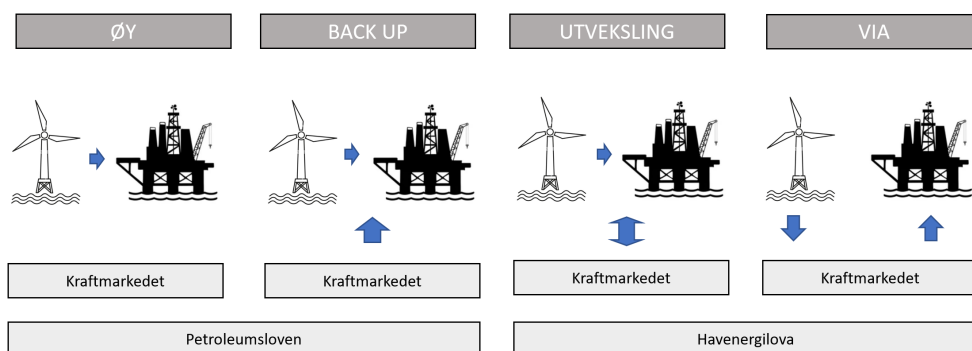 ØY
BACK UP
UTVEKSLING
VIA
Kraftmarkedet
Kraftmarkedet
Kraftmarkedet
Kraftmarkedet
Petroleumsloven
Havenergilova